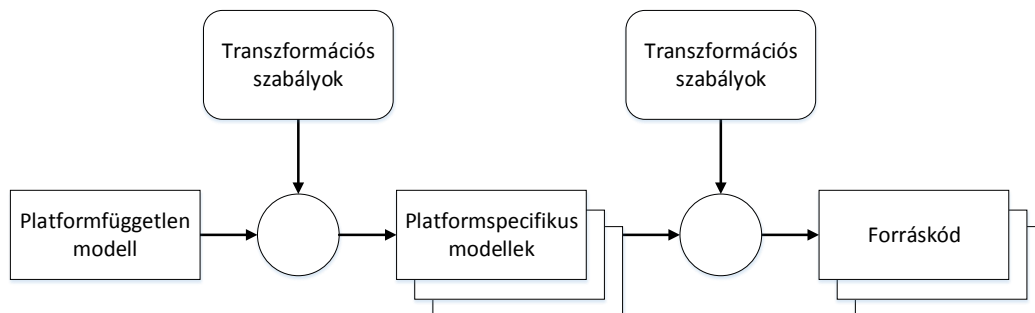 Transzformációs
szabályok
Transzformációs
szabályok
Platformfüggetlen
modell
Platformspecifikus
modellek
Forráskód